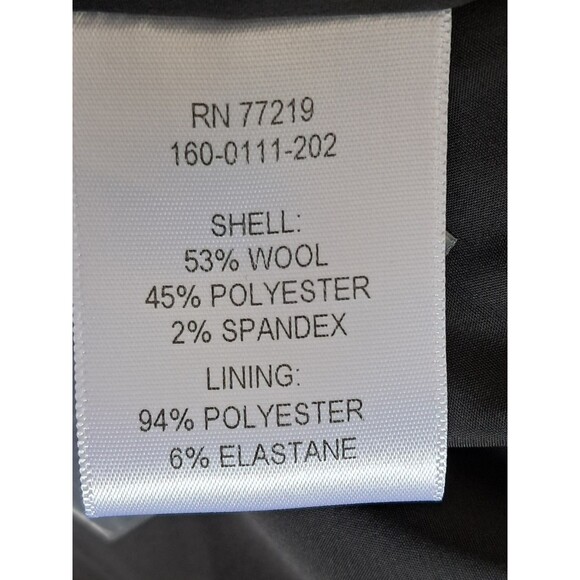 RN 77219
160-0111-202
SHELL:
53% WOOL
45% POLYESTER
2% SPANDEX
LINING:
94% POLYESTER
6% ELASTANE